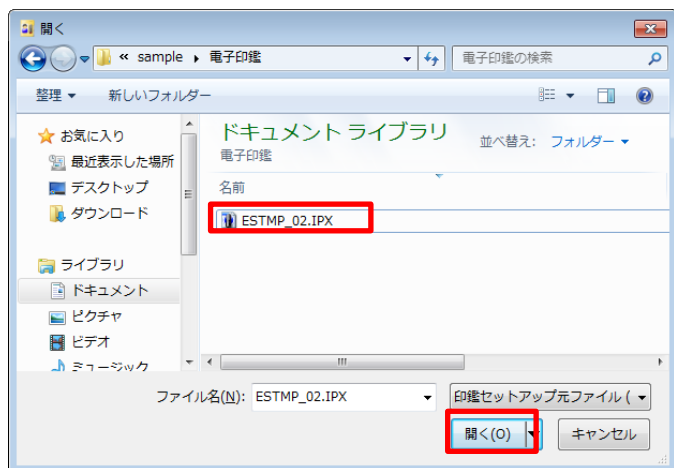 開く
« sample ▸ 電子印鑑
電子印鑑の検索
整理 ▼ 新しいフォルダー
お気に入り
最近表示した場所
デスクトップ
ダウンロード
ライブラリ
ドキュメント
ピクチャ
ビデオ
ミュージック
ドキュメント ライブラリ
電子印鑑
並べ替え: フォルダー ▼
名前
ESTMP_02.IPX
ファイル名(N): ESTMP_02.IPX
印鑑セットアップ元ファイル (
開く(O)
キャンセル